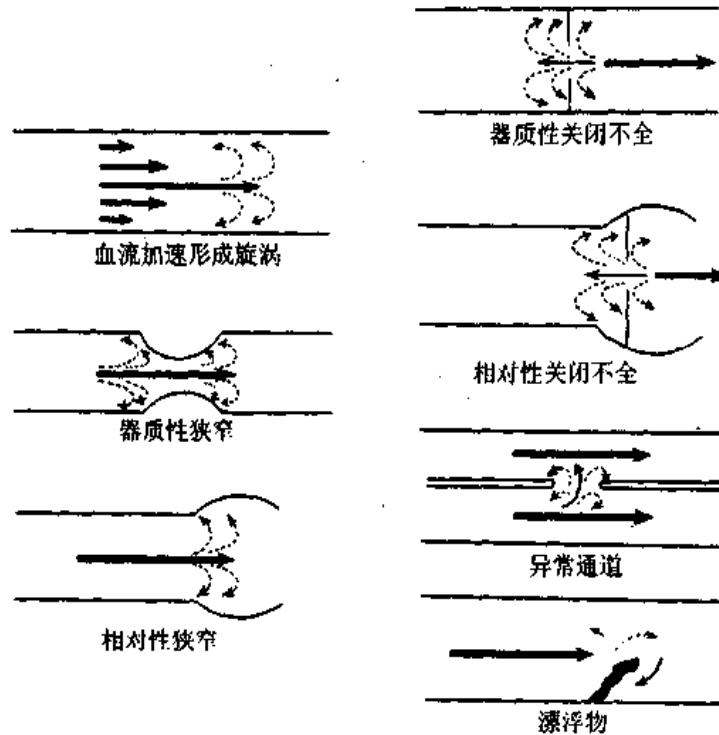 血流加速形成旋涡
器质性狭窄
相对性狭窄
器质性关闭不全
相对性关闭不全
异常通道
漂浮物